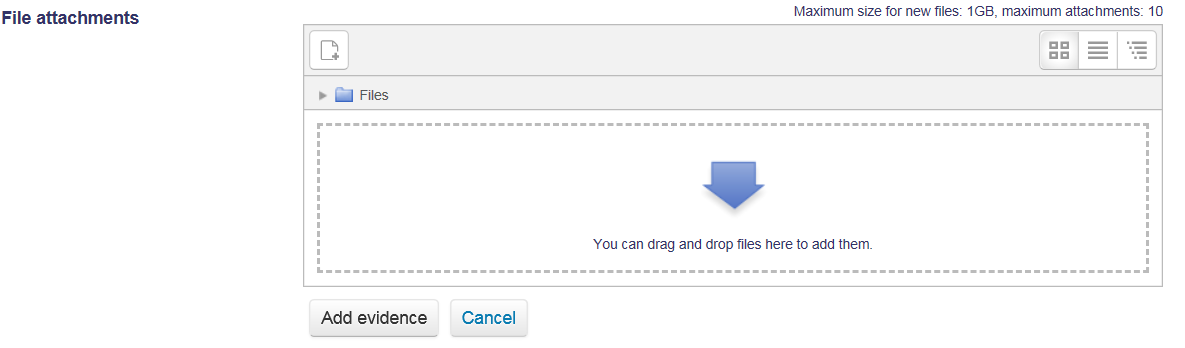 File attachments
Maximum size for new files: 1GB, maximum attachments: 10
Files
You can drag and drop files here to add them.
Add evidence
Cancel